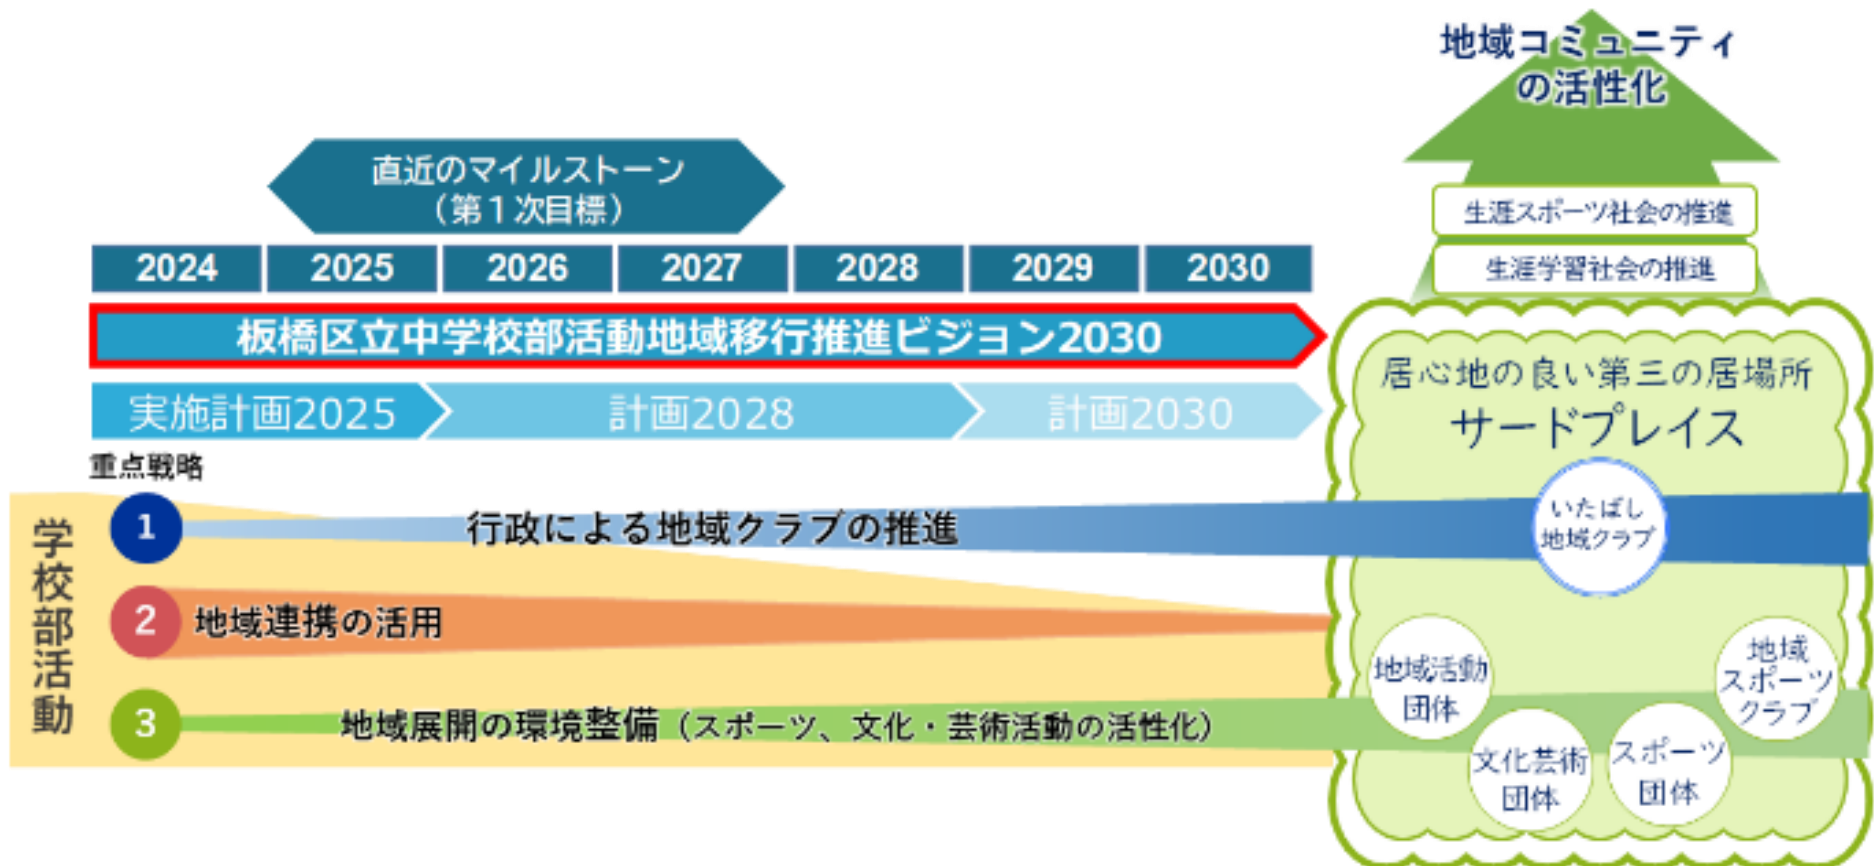 地域コミュニティ
の活性化
直近のマイルストーン
（第１次目標）
生涯スポーツ社会の推進
生涯学習社会の推進
2024 2025 2026 2027 2028 2029 2030
板橋区立中学校部活動地域移行推進ビジョン2030
実施計画2025 計画2028 計画2030
居心地の良い第三の居場所
サードプレイス
重点戦略
学校部活動
1 行政による地域クラブの推進
いたばし
地域クラブ
2 地域連携の活用
3 地域展開の環境整備（スポーツ、文化・芸術活動の活性化）
地域活動
団体
地域
スポーツ
クラブ
文化芸術
団体
スポーツ
団体